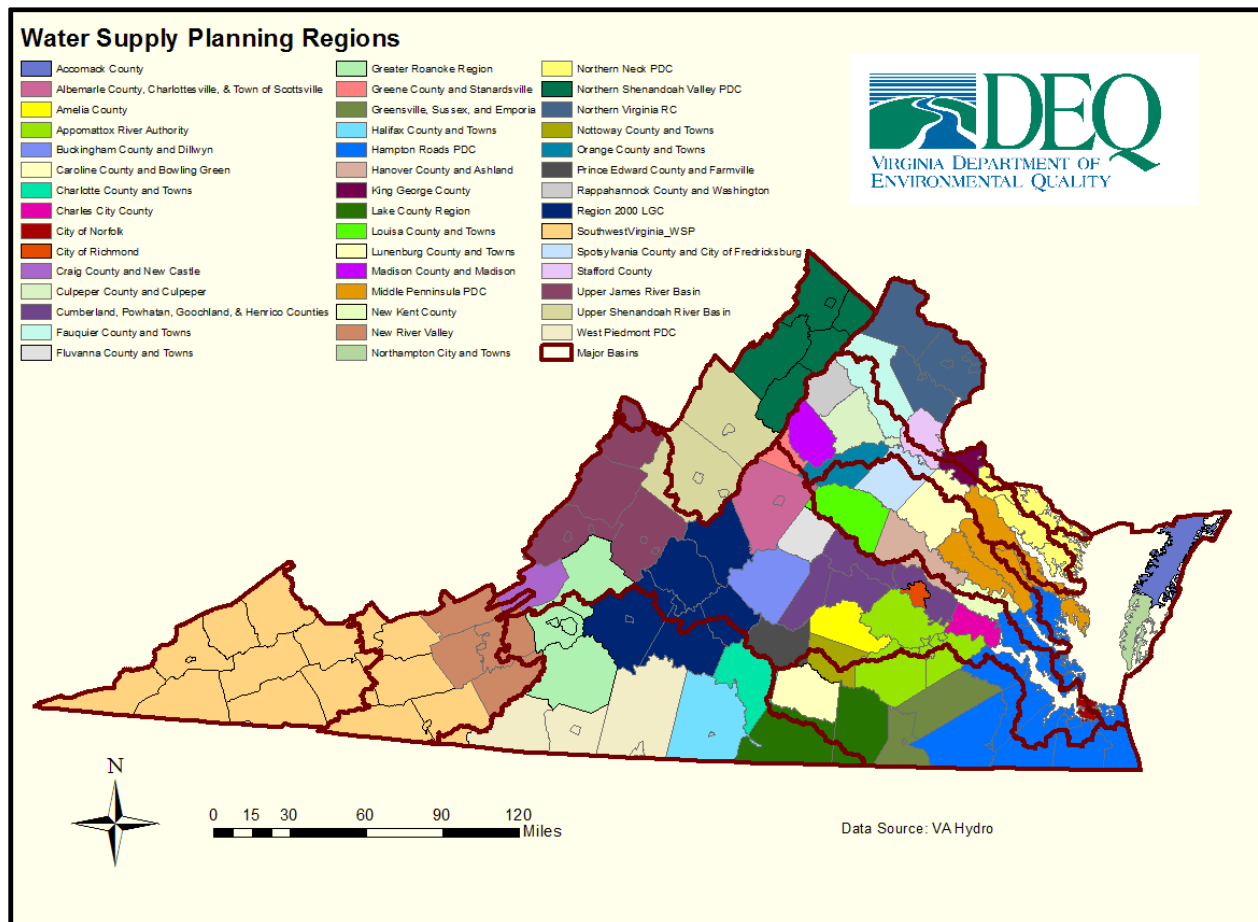 Water Supply Planning Regions
Accomack County
Albemarle County, Charlottesville, & Town of Scottsville
Amelia County
Appomattox River Authority
Buckingham County and Dillwyn
Caroline County and Bowling Green
Charlotte County and Towns
Charles City County
City of Norfolk
City of Richmond
Craig County and New Castle
Culpeper County and Culpeper
Cumberland, Powhatan, Goochland, & Henrico Counties
Fauquier County and Towns
Fluvanna County and Towns
Greater Roanoke Region
Greene County and Stanardsville
Greensville, Sussex, and Emporia
Halifax County and Towns
Hampton Roads PDC
Hanover County and Ashland
King George County
Lake County Region
Louisa County and Towns
Lunenburg County and Towns
Madison County and Madison
Middle Penninsula PDC
New Kent County
New River Valley
Northampton City and Towns
Northern Neck PDC
Northern Shenandoah Valley PDC
Northern Virginia RC
Nottoway County and Towns
Orange County and Towns
Prince Edward County and Farmville
Rappahannock County and Washington
Region 2000 LGC
SouthwestVirginia_WSP
Spotsylvania County and City of Fredricksburg
Stafford County
Upper James River Basin
Upper Shenandoah River Basin
West Piedmont PDC
Major Basins
DEQ
VIRGINIA DEPARTMENT OF
ENVIRONMENTAL QUALITY
N
0 15 30 60 90 120
Miles
Data Source: VA Hydro